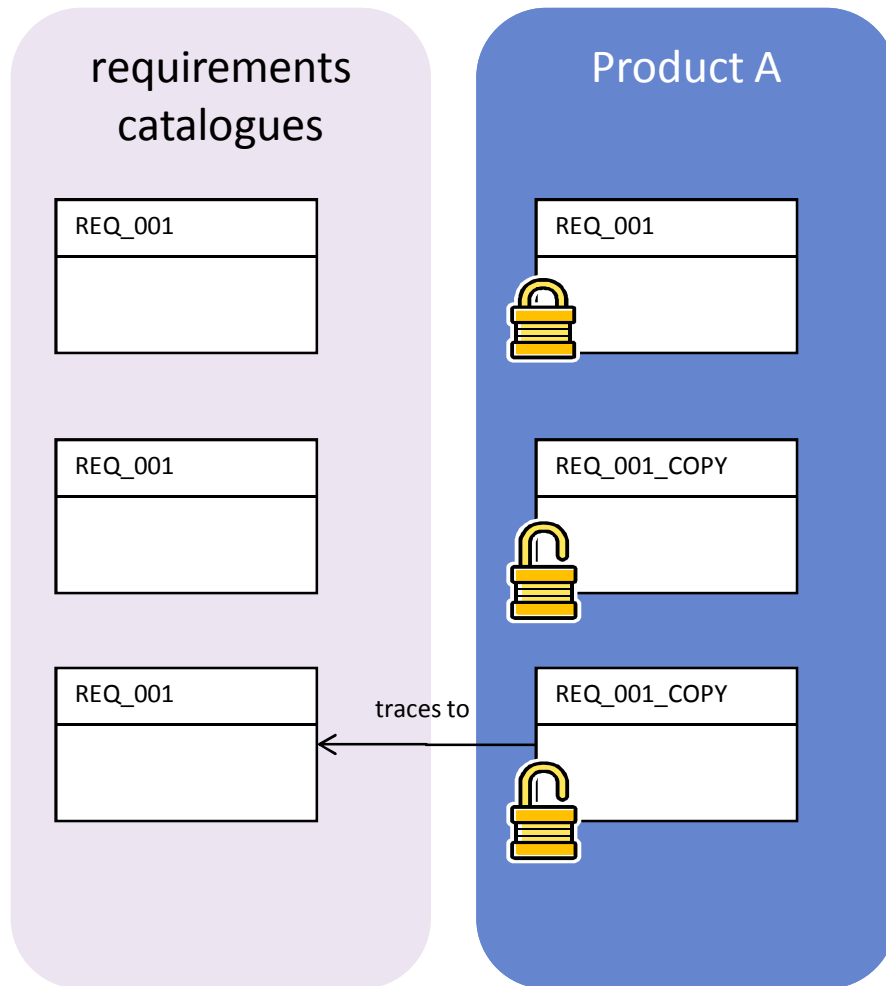 requirements
catalogues
Product A
REQ_001
REQ_001
REQ_001
REQ_001_COPY
REQ_001
REQ_001_COPY
traces to